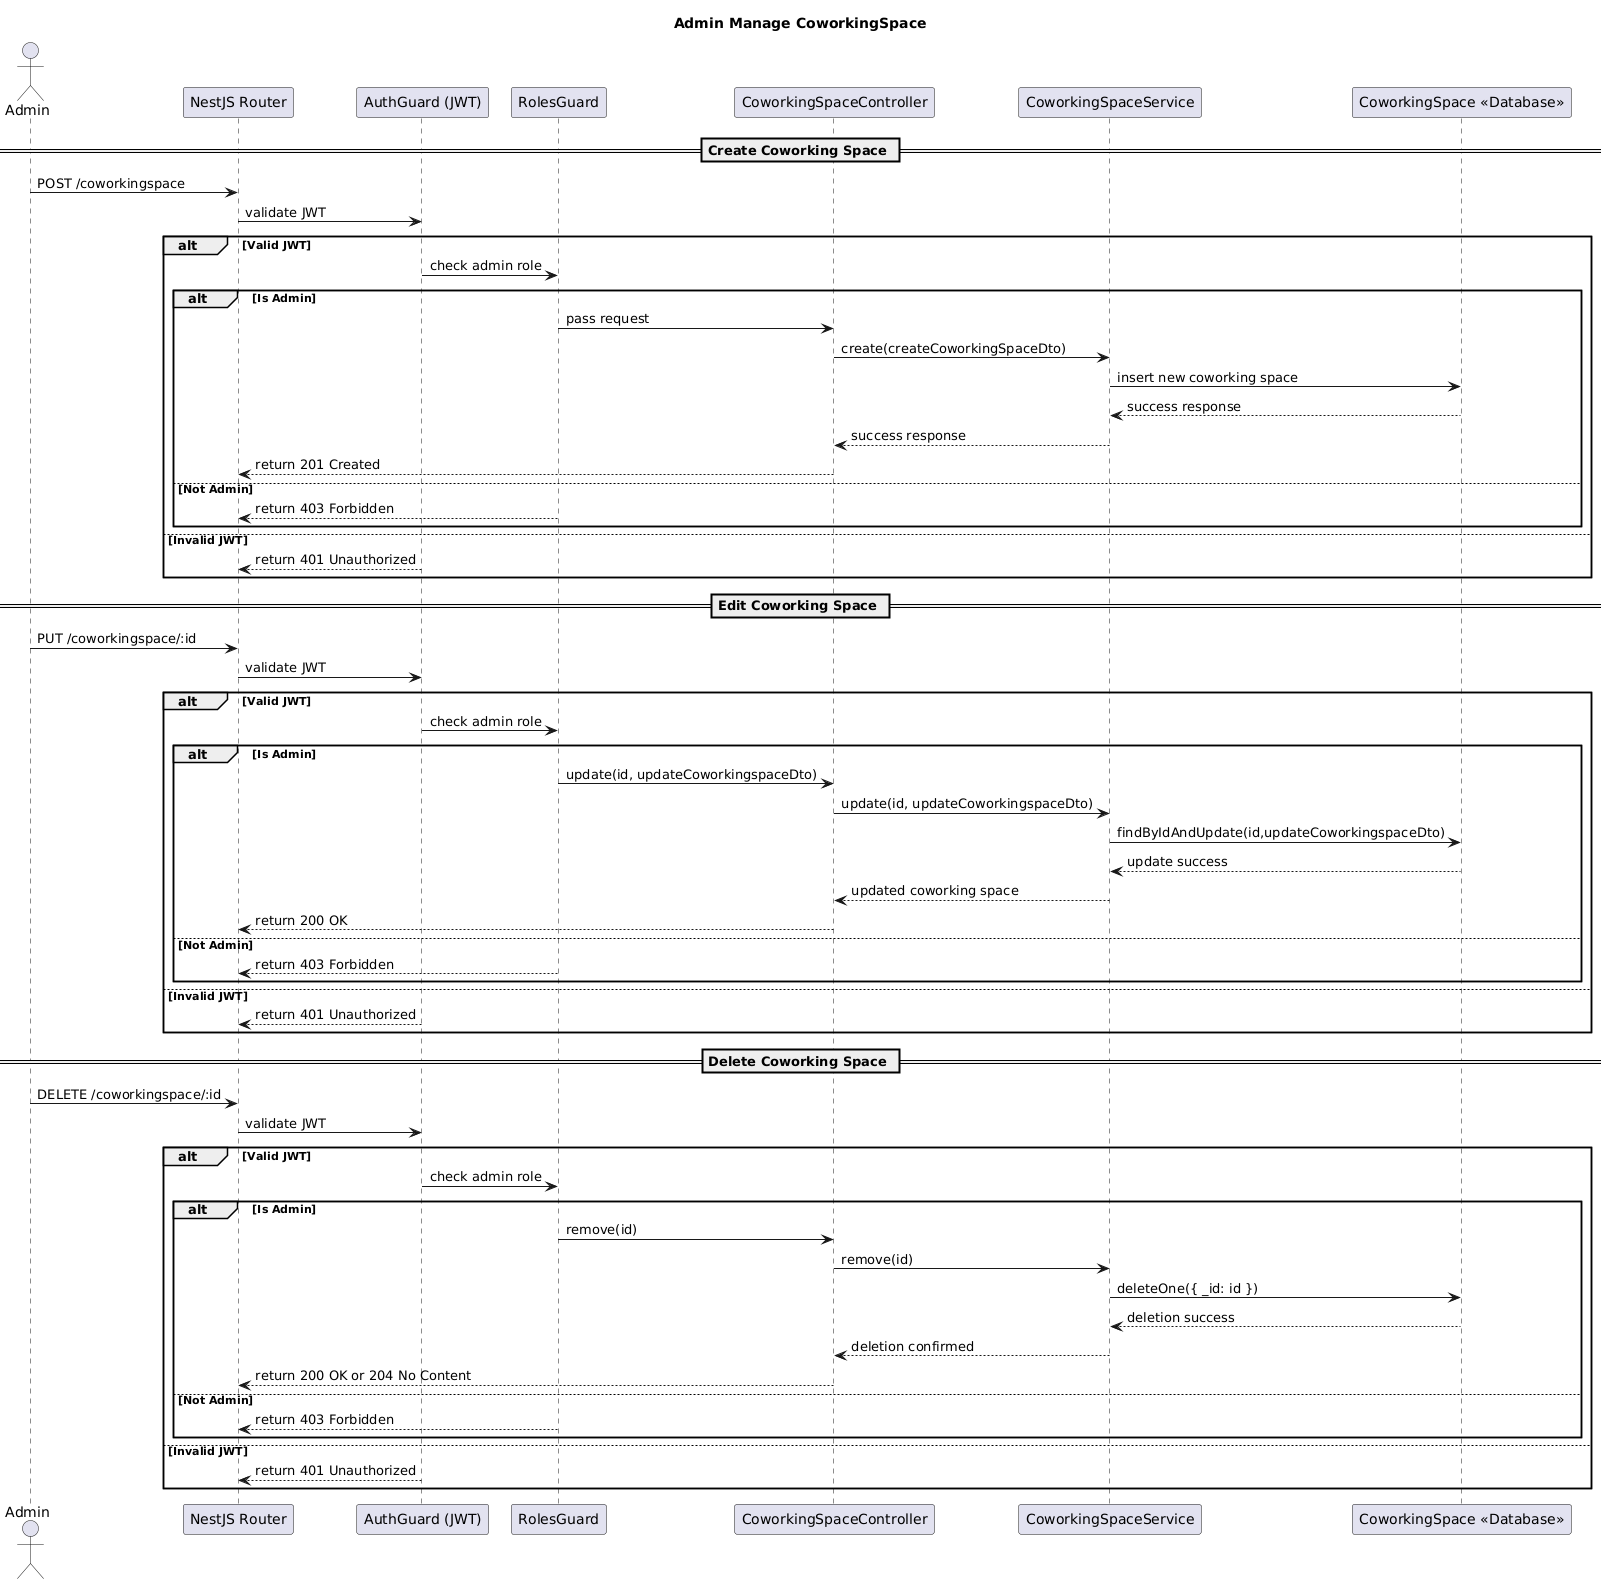 Admin Manage CoworkingSpace
Admin
NestJS Router
AuthGuard (JWT)
RolesGuard
CoworkingSpaceController
CoworkingSpaceService
CoworkingSpace «Database»
Create Coworking Space
POST /coworkingspace
validate JWT
alt
[Valid JWT]
check admin role
alt
[Is Admin]
pass request
create(createCoworkingSpaceDto)
insert new coworking space
success response
success response
return 201 Created
[Not Admin]
return 403 Forbidden
[Invalid JWT]
return 401 Unauthorized
Edit Coworking Space
PUT /coworkingspace/:id
validate JWT
alt
[Valid JWT]
check admin role
alt
[Is Admin]
update(id, updateCoworkingspaceDto)
update(id, updateCoworkingspaceDto)
findByIdAndUpdate(id,updateCoworkingspaceDto)
update success
updated coworking space
return 200 OK
[Not Admin]
return 403 Forbidden
[Invalid JWT]
return 401 Unauthorized
Delete Coworking Space
DELETE /coworkingspace/:id
validate JWT
alt
[Valid JWT]
check admin role
alt
[Is Admin]
remove(id)
remove(id)
deleteOne({ _id: id })
deletion success
deletion confirmed
return 200 OK or 204 No Content
[Not Admin]
return 403 Forbidden
[Invalid JWT]
return 401 Unauthorized
Admin
NestJS Router
AuthGuard (JWT)
RolesGuard
CoworkingSpaceController
CoworkingSpaceService
CoworkingSpace «Database»